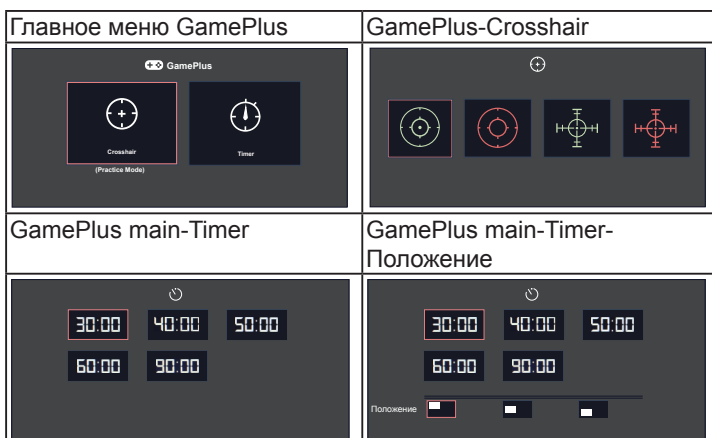 Главное меню GamePlus
GamePlus-Crosshair
GamePlus
Crosshair
Timer
(Practice Mode)
GamePlus main-Timer
GamePlus main-Timer-
Положение
30:00 40:00 50:00
60:00 90:00
30:00 40:00 50:00
60:00 90:00
Положение